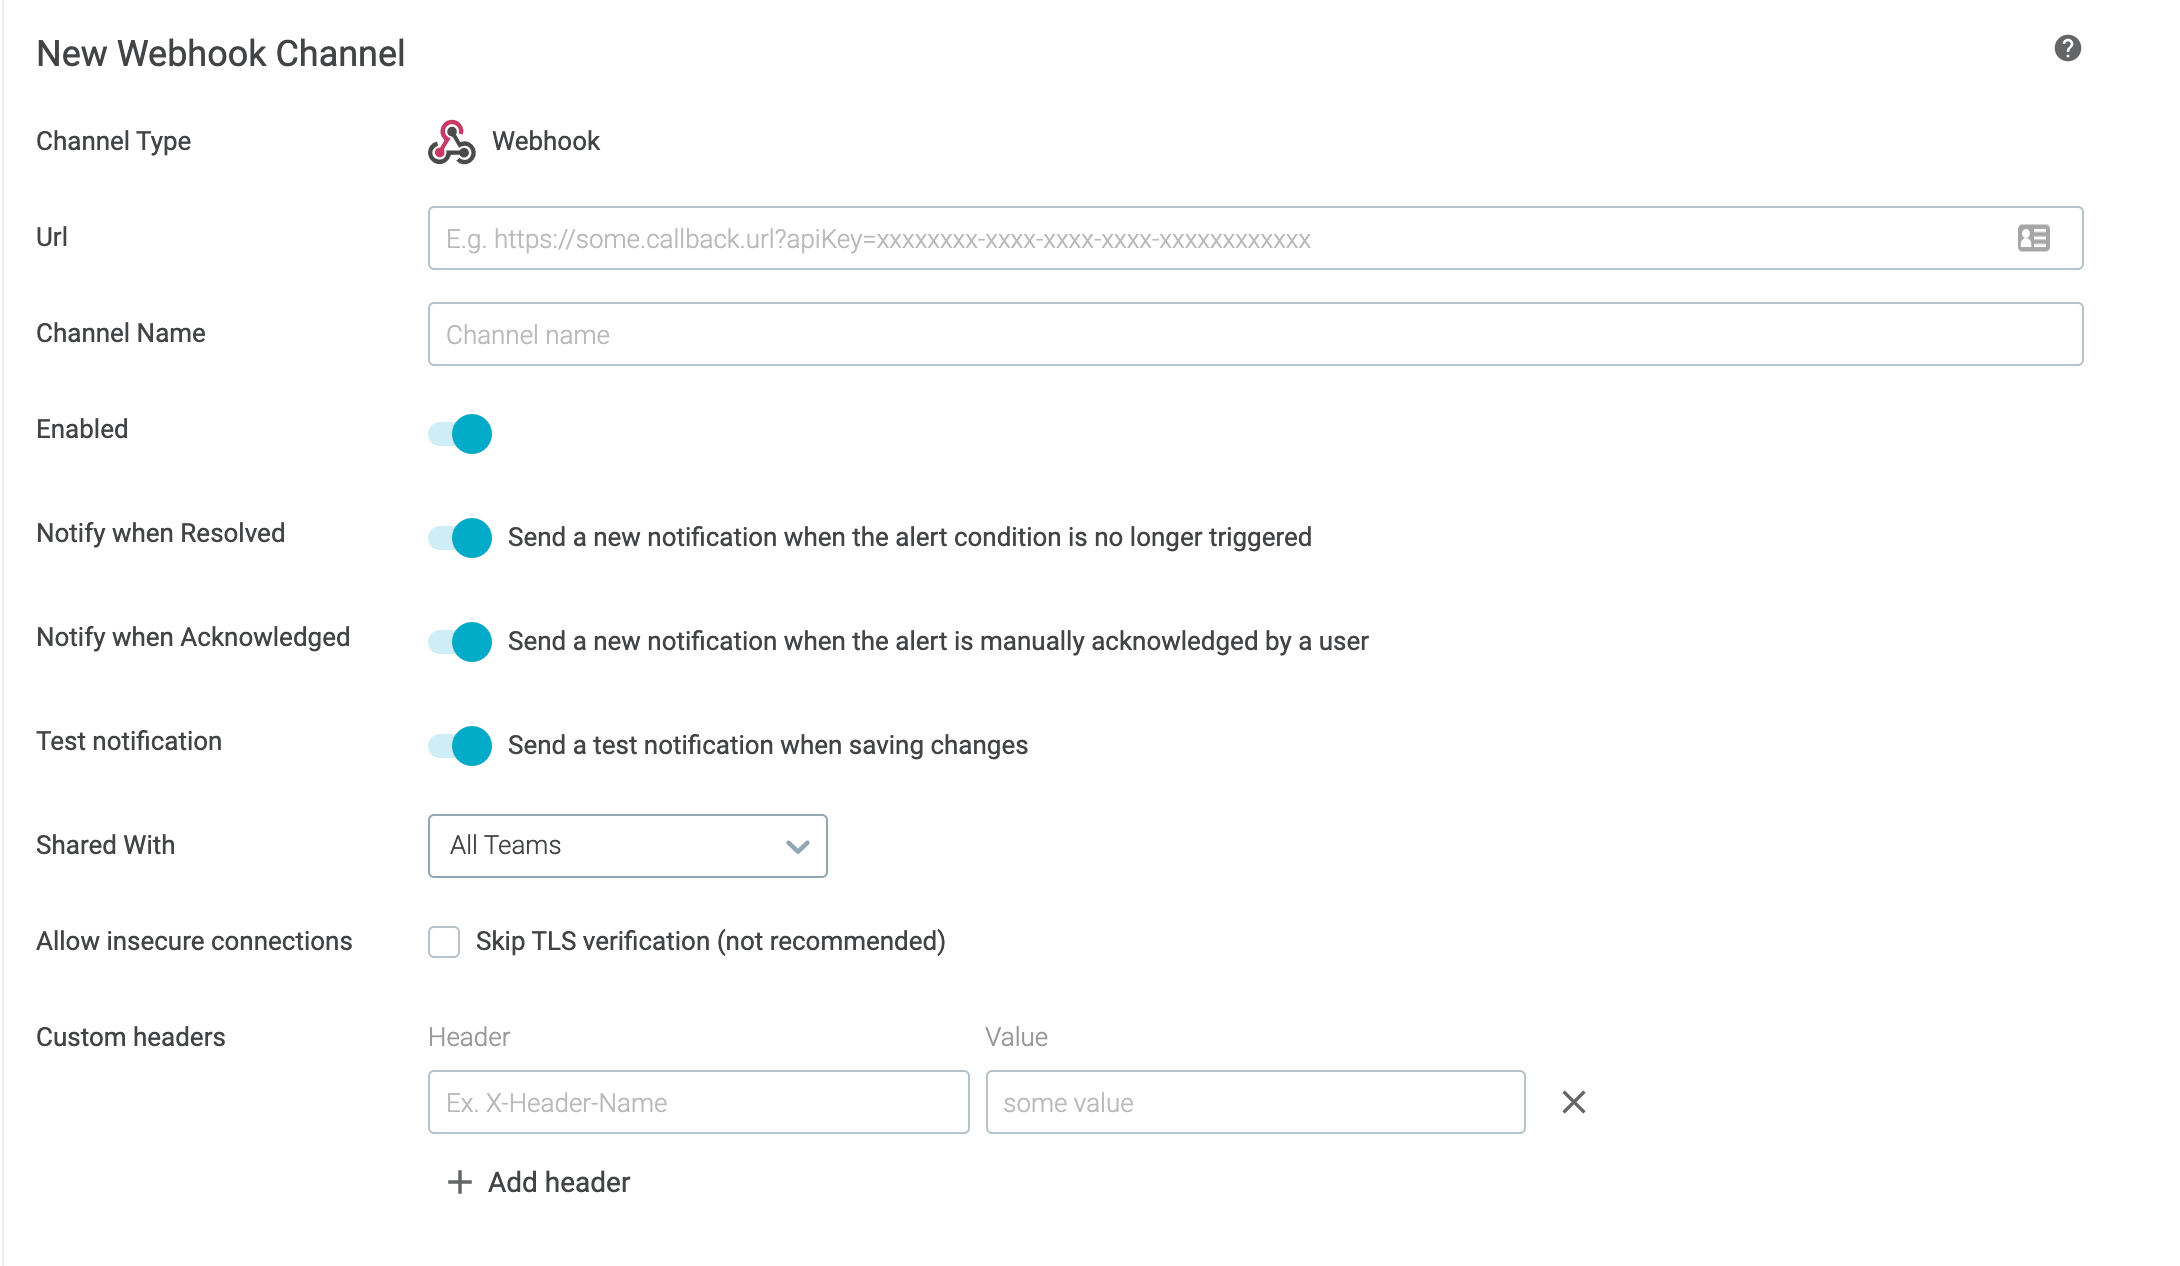 New Webhook Channel
Channel Type
Webhook
Url
E.g. https://some.callback.url?apiKey=xxxxxxxx-xxxx-xxxx-xxxx-xxxxxxxxxxxx
Channel Name
Channel name
Enabled
Notify when Resolved
Send a new notification when the alert condition is no longer triggered
Notify when Acknowledged
Send a new notification when the alert is manually acknowledged by a user
Test notification
Send a test notification when saving changes
Shared With
All Teams
Allow insecure connections
Skip TLS verification (not recommended)
Custom headers
Header
Value
Ex. X-Header-Name
some value
Add header